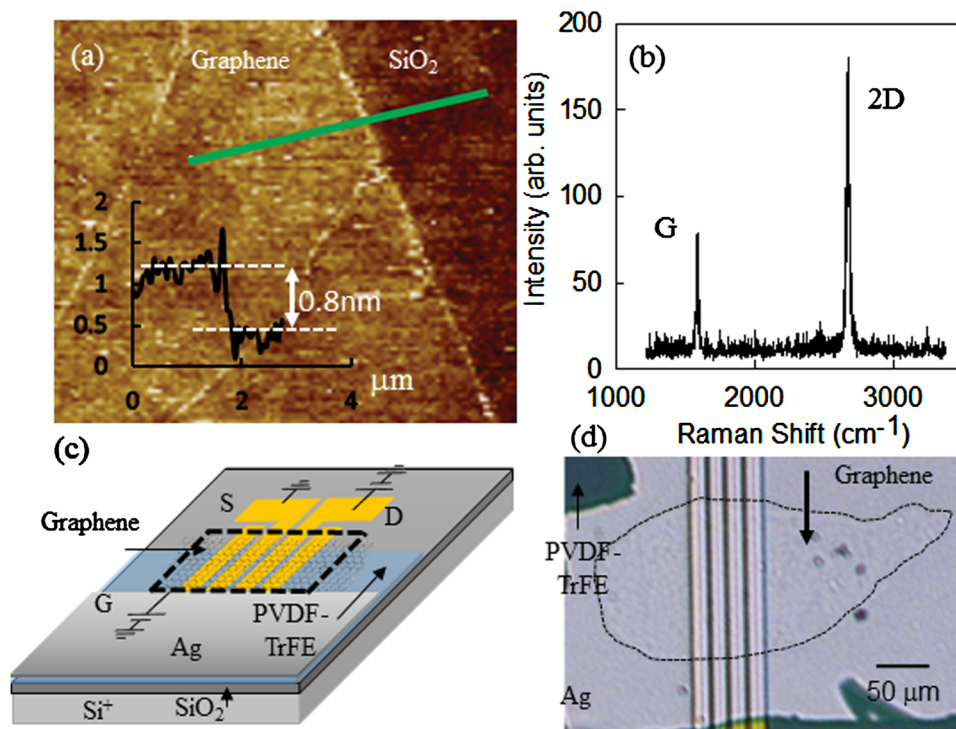 (a)
Graphene
SiO₂
2
1.5
1
0.5
0
0.8nm
µm
0
2
4
(b)
200
150
100
50
0
Intensity (arb. units)
G
2D
1000
2000
3000
Raman Shift (cm⁻¹)
(c)
S
D
Graphene
G
PVDF-
TrFE
Ag
SiO₂
Si⁺
(d)
Graphene
PVDF-
TrFE
Ag
50 µm